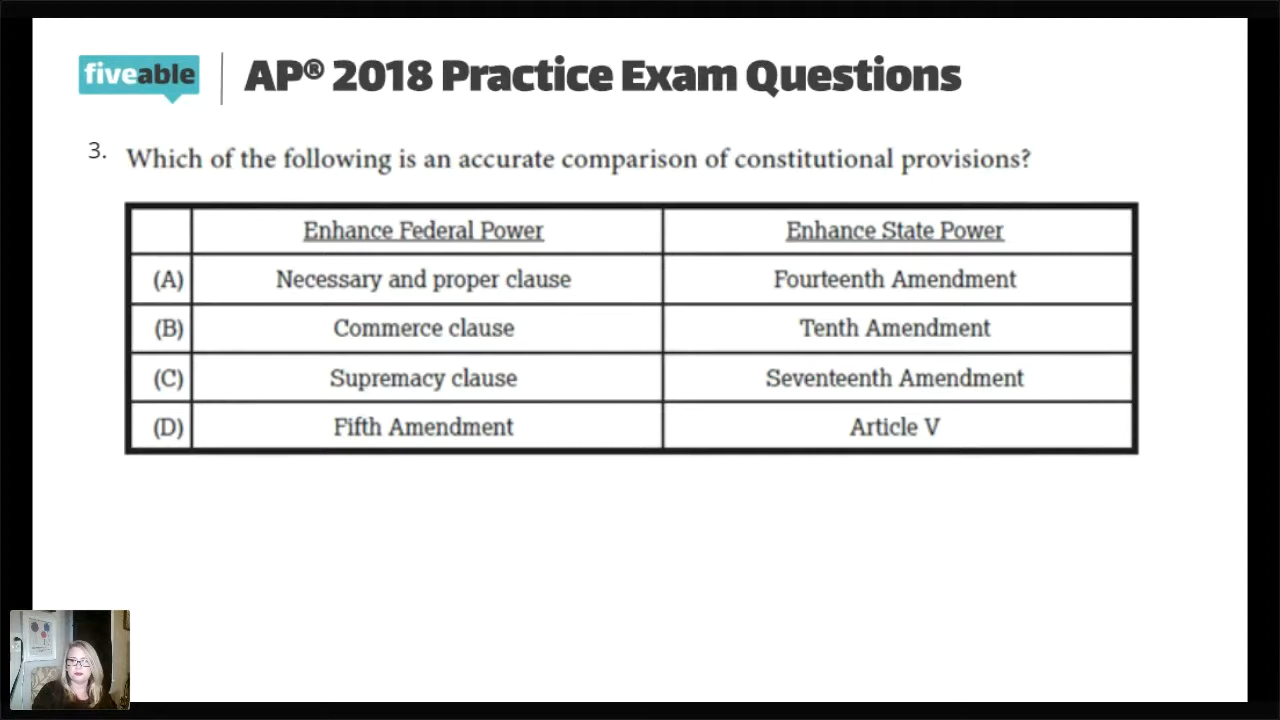 fiveable
AP® 2018 Practice Exam Questions
3. Which of the following is an accurate comparison of constitutional provisions?
Enhance Federal Power Enhance State Power
(A) Necessary and proper clause Fourteenth Amendment
(B) Commerce clause Tenth Amendment
(C) Supremacy clause Seventeenth Amendment
(D) Fifth Amendment Article V